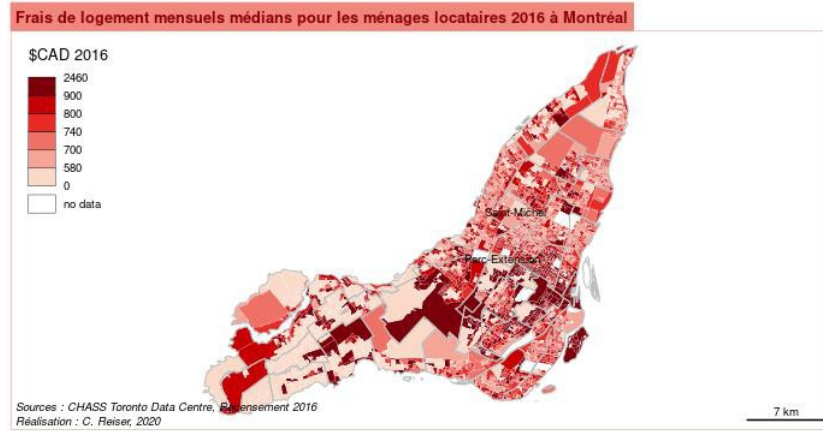 Frais de logement mensuels médians pour les ménages locataires 2016 à Montréal
$CAD 2016
2460
900
800
740
700
580
0
no data
Saint-Michel
Parc-Extension
Sources : CHASS Toronto Data Centre, Recensement 2016
Réalisation : C. Reiser, 2020
7 km